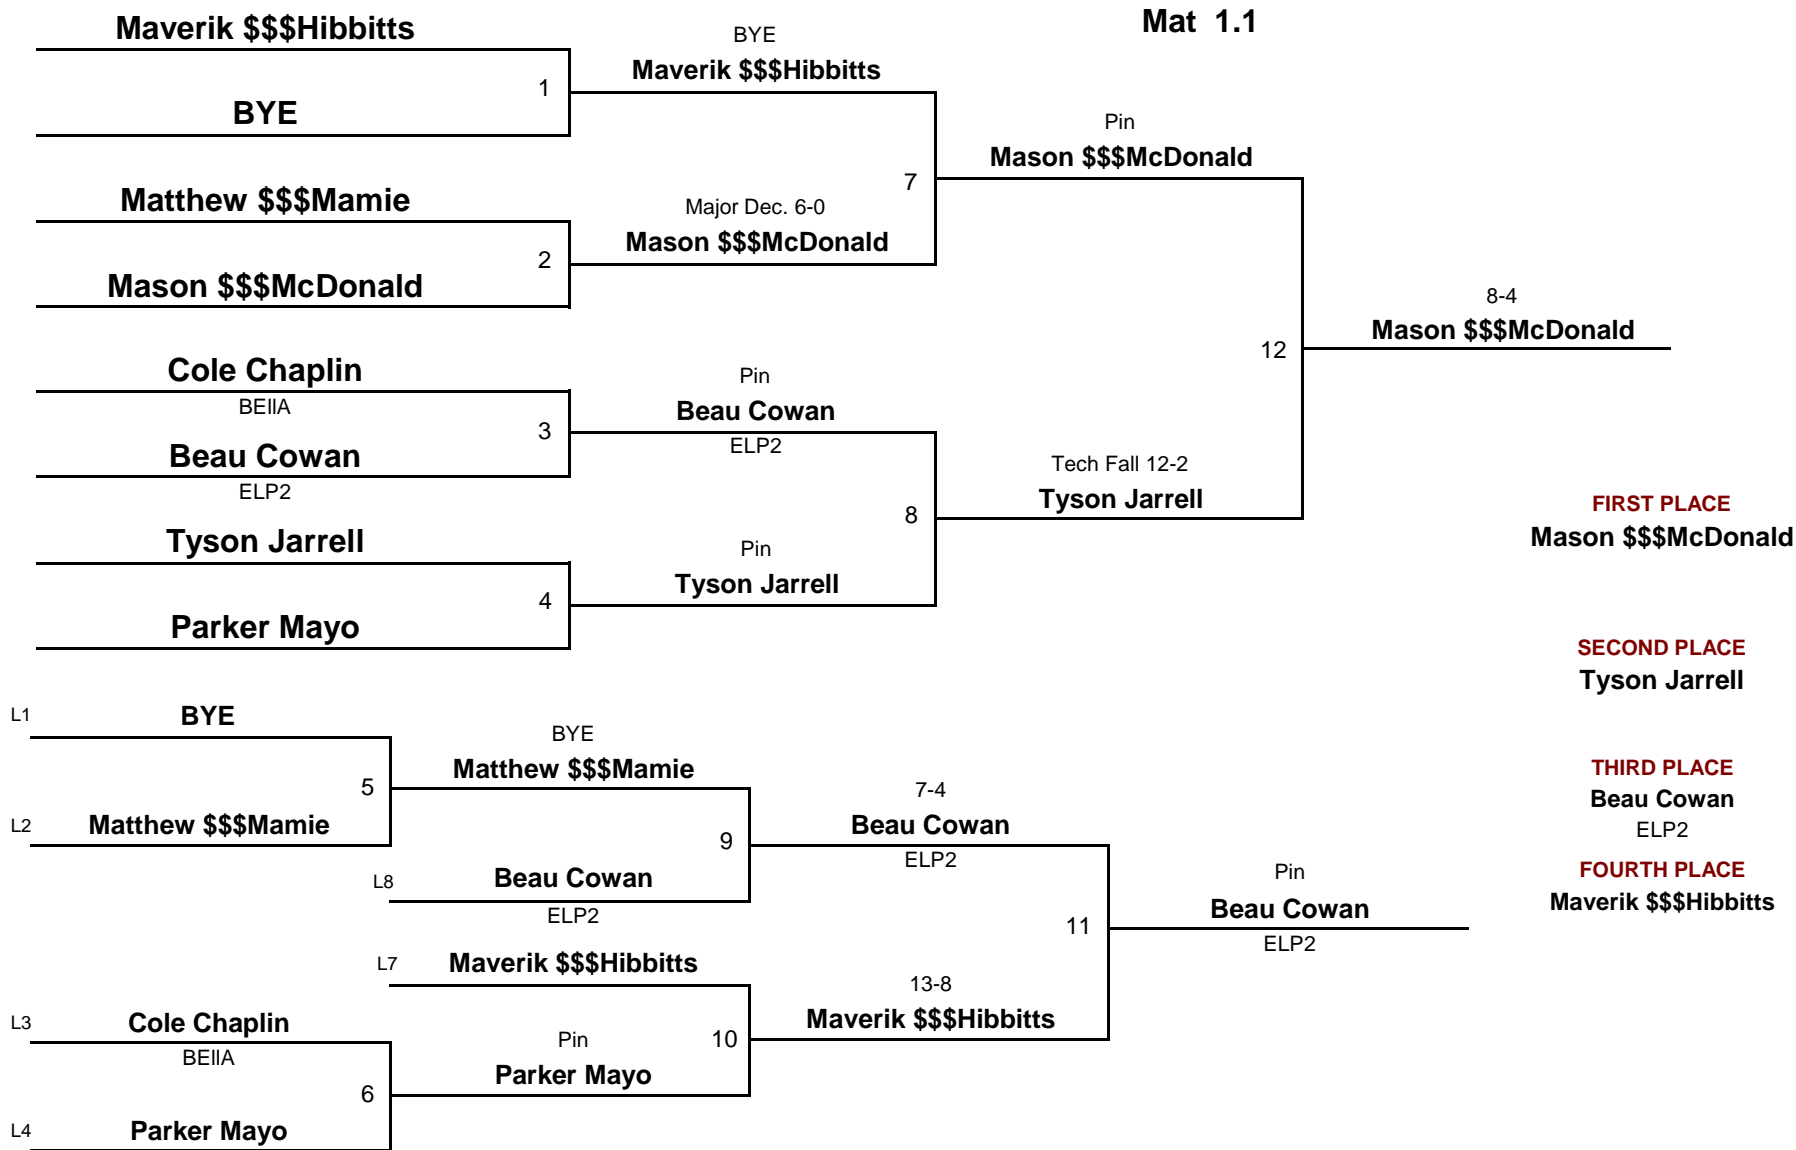 Mat 1.1
Maverik $$$Hibbitts
1
BYE
BYE
Maverik $$$Hibbitts
Matthew $$$Mamie
2
Mason $$$McDonald
Major Dec. 6-0
Mason $$$McDonald
7
Pin
Mason $$$McDonald
Cole Chaplin
BEllA
3
Beau Cowan
ELP2
Pin
Beau Cowan
ELP2
Tyson Jarrell
4
Parker Mayo
Pin
Tyson Jarrell
8
Tech Fall 12-2
Tyson Jarrell
12
8-4
Mason $$$McDonald
FIRST PLACE
Mason $$$McDonald
SECOND PLACE
Tyson Jarrell
THIRD PLACE
Beau Cowan
ELP2
FOURTH PLACE
Maverik $$$Hibbitts
L1
BYE
5
L2
Matthew $$$Mamie
BYE
Matthew $$$Mamie
9
L8
Beau Cowan
ELP2
7-4
Beau Cowan
ELP2
L7
Maverik $$$Hibbitts
10
L3
Cole Chaplin
BEllA
6
L4
Parker Mayo
Pin
Parker Mayo
13-8
Maverik $$$Hibbitts
11
Pin
Beau Cowan
ELP2